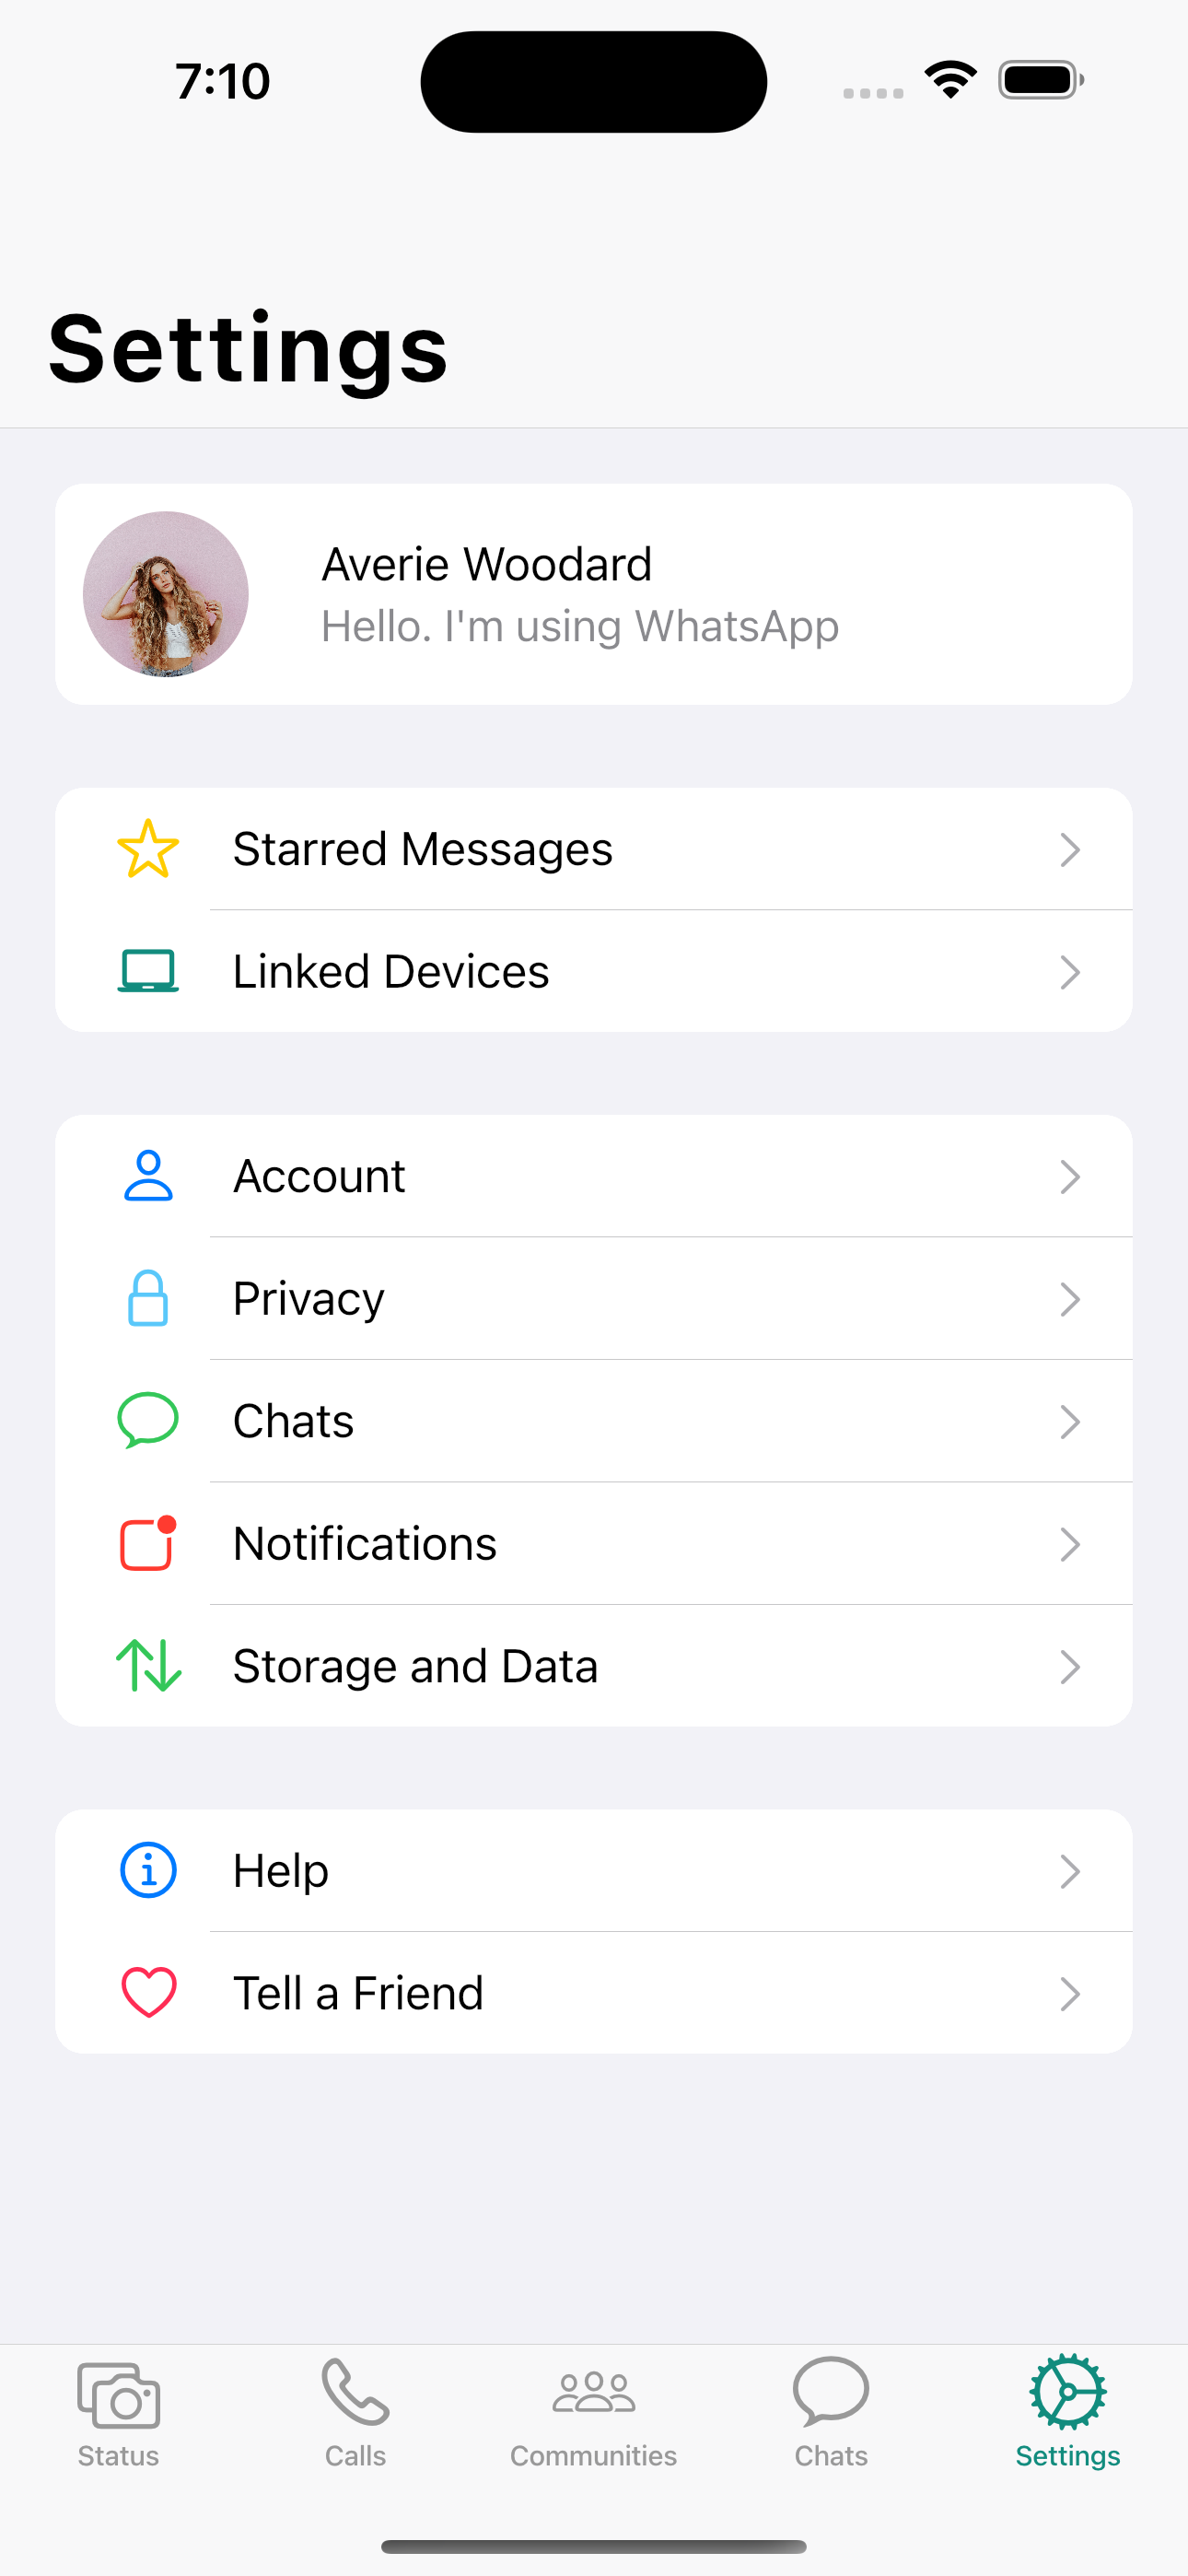 7:10
Settings
Averie Woodard
Hello. I'm using WhatsApp
Starred Messages
Linked Devices
Account
Privacy
Chats
Notifications
Storage and Data
Help
Tell a Friend
Status
Calls
Communities
Chats
Settings